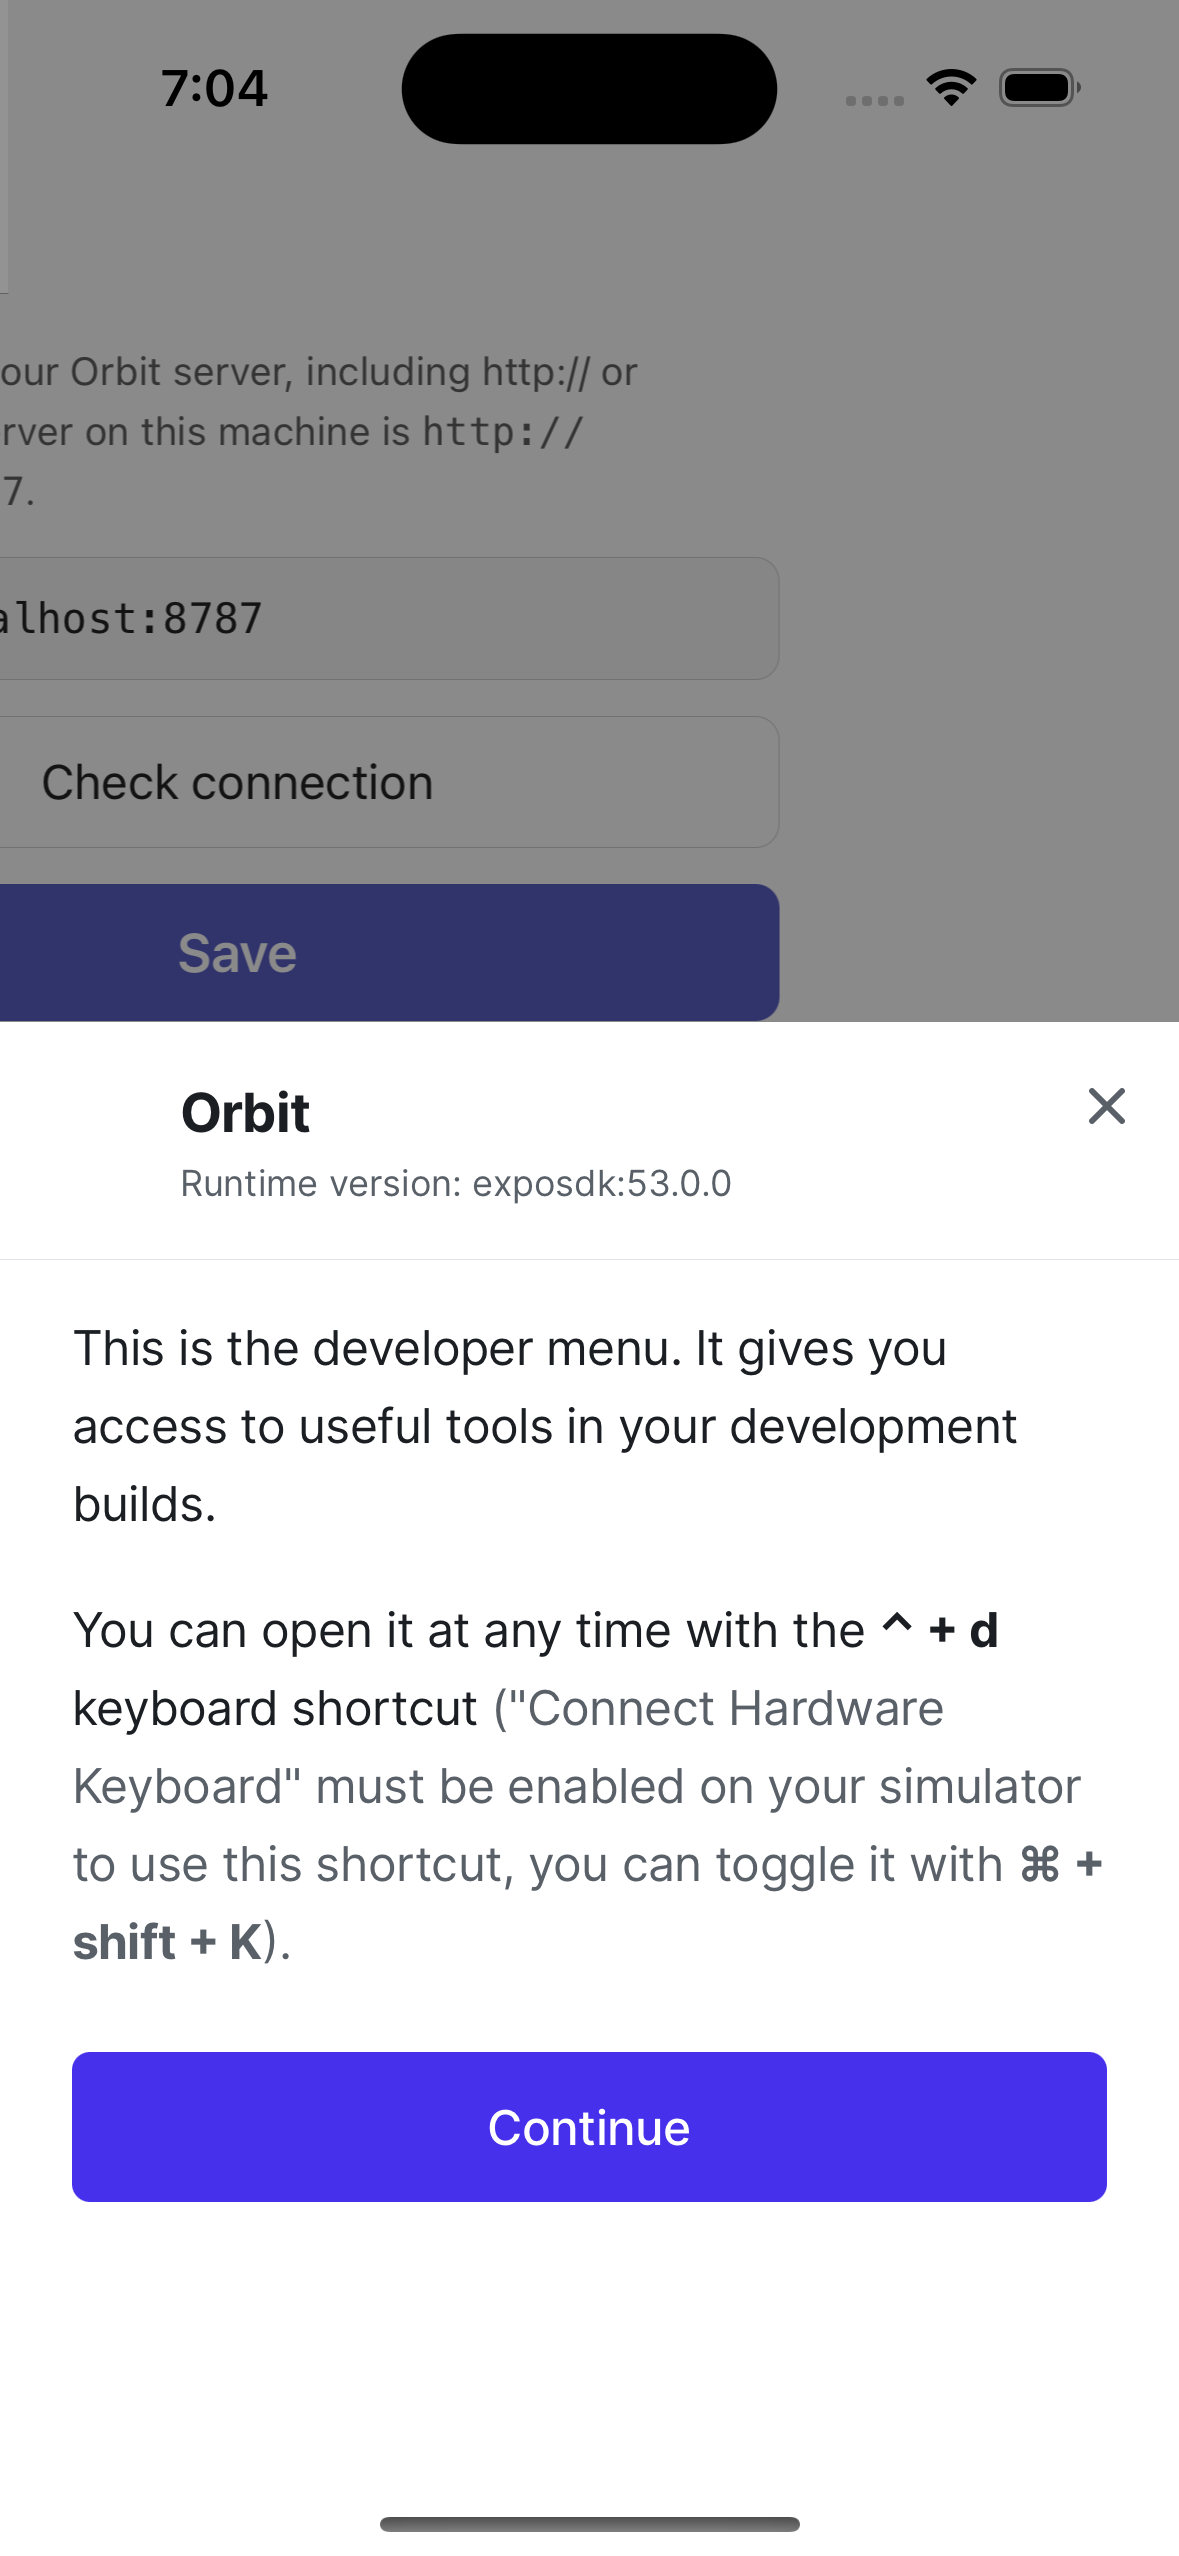 7:04
our Orbit server, including http:// or
rver on this machine is http://
7.
alhost:8787
Check connection
Save
Orbit
Runtime version: exposdk:53.0.0
This is the developer menu. It gives you
access to useful tools in your development
builds.
You can open it at any time with the ⌃ + d
keyboard shortcut ("Connect Hardware
Keyboard" must be enabled on your simulator
to use this shortcut, you can toggle it with ⌘ +
shift + K).
Continue